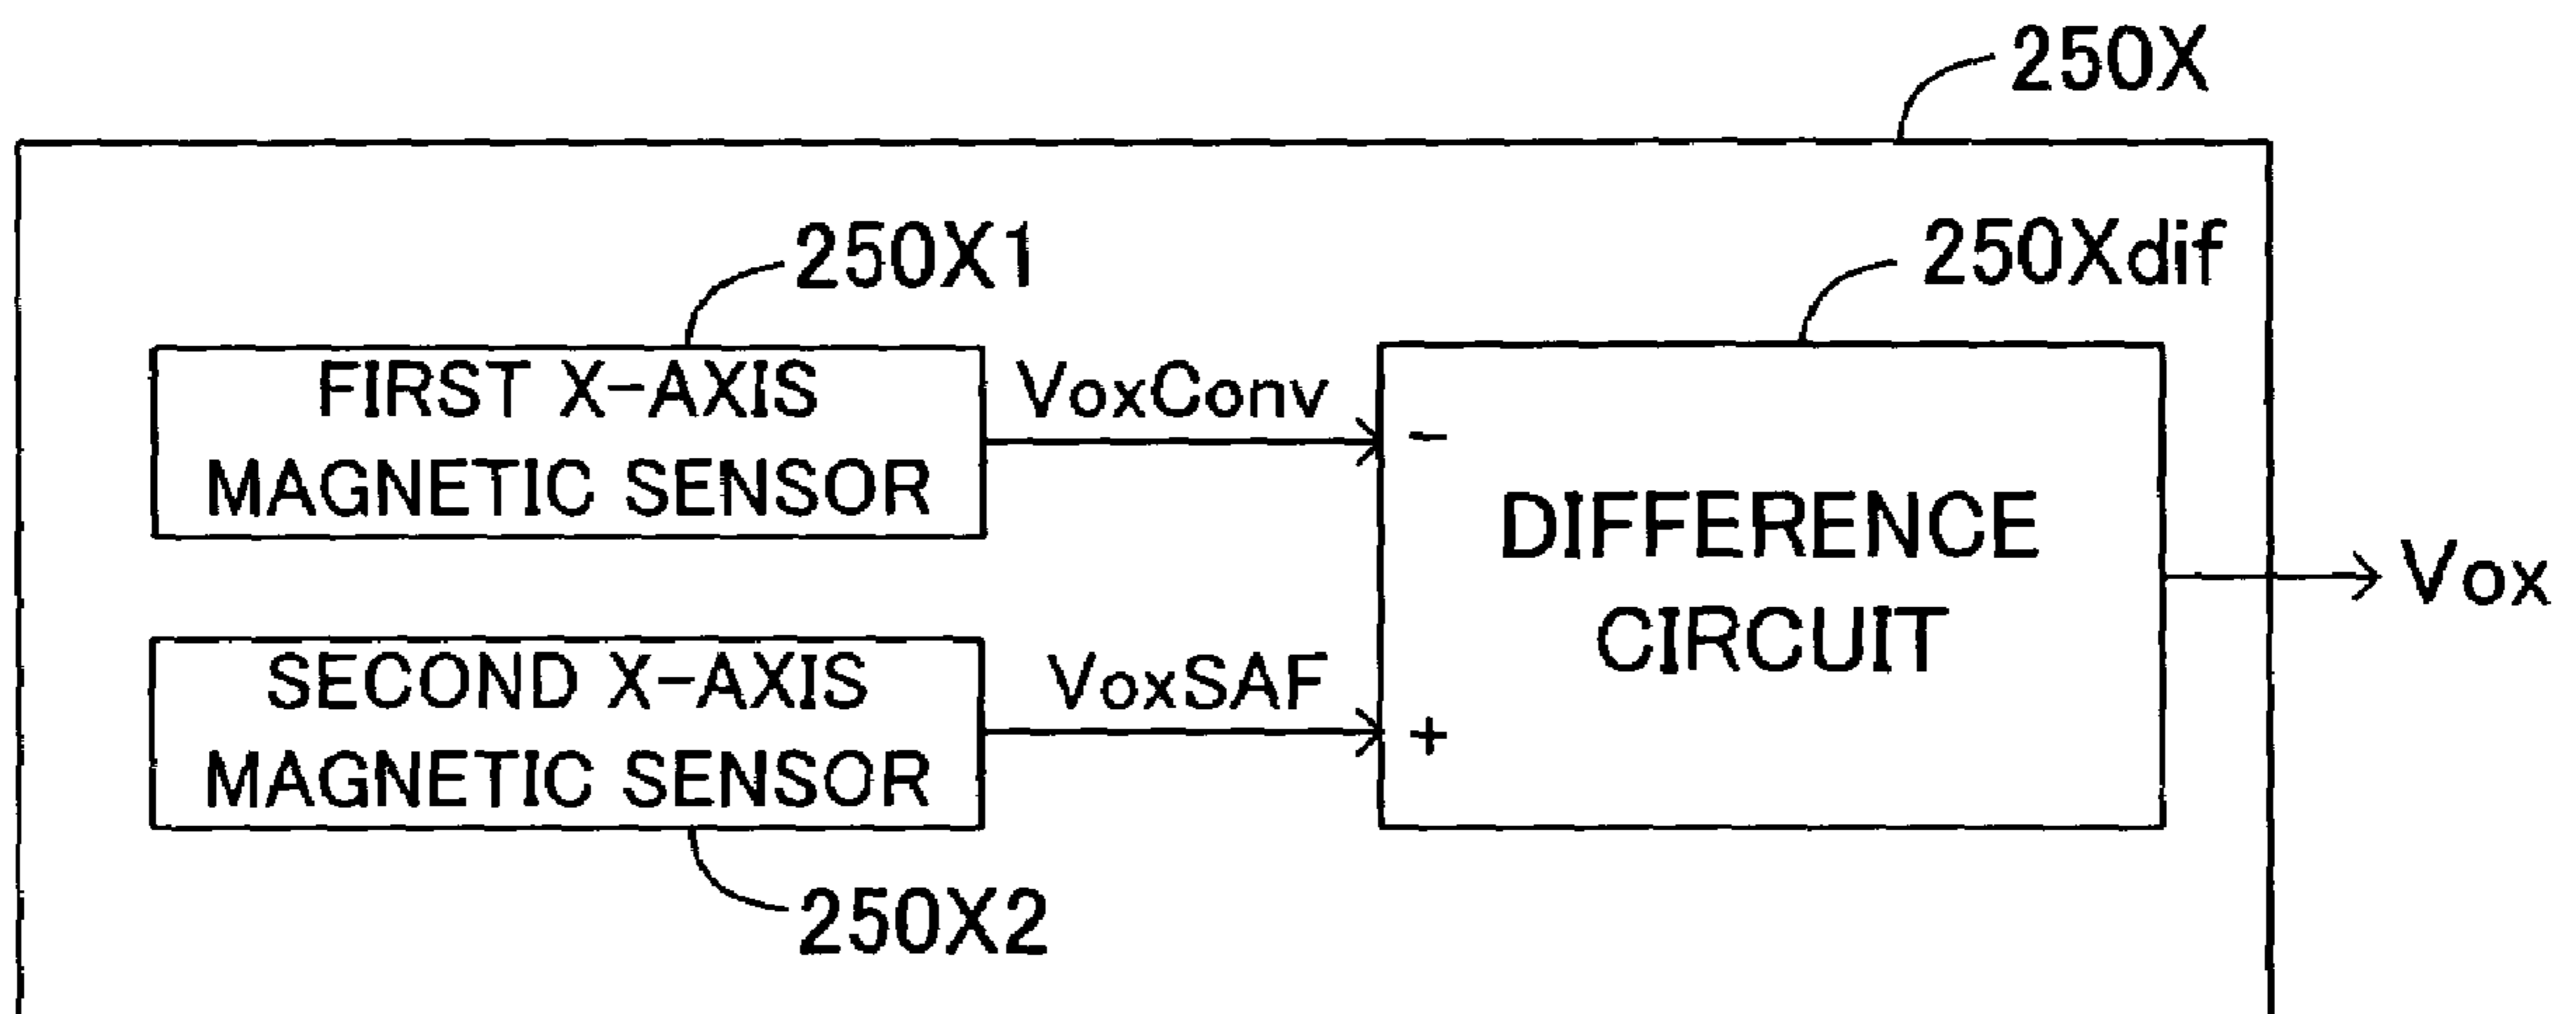 250X
250X1
250Xdif
FIRST X-AXIS
MAGNETIC SENSOR
VoxConv
-
DIFFERENCE
CIRCUIT
Vox
SECOND X-AXIS
MAGNETIC SENSOR
VoxSAF
+
250X2